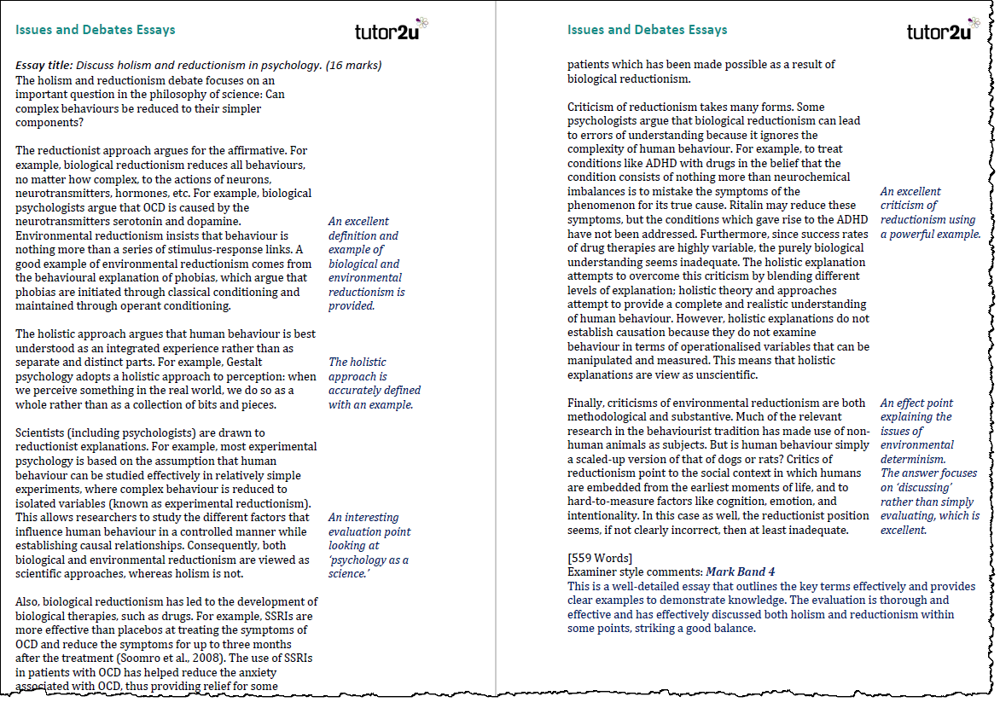 Issues and Debates Essays
tutor2u
Essay title: Discuss holism and reductionism in psychology. (16 marks)
The holism and reductionism debate focuses on an
important question in the philosophy of science: Can
complex behaviours be reduced to their simpler
components?
The reductionist approach argues for the affirmative. For
example, biological reductionism reduces all behaviours,
no matter how complex, to the actions of neurons,
neurotransmitters, hormones, etc. For example, biological
psychologists argue that OCD is caused by the
neurotransmitters serotonin and dopamine.
Environmental reductionism insists that behaviour is
nothing more than a series of stimulus-response links. A
good example of environmental reductionism comes from
the behavioural explanation of phobias, which argue that
phobias are initiated through classical conditioning and
maintained through operant conditioning.
An excellent
definition and
example of
biological and
environmental
reductionism is
provided.
The holistic approach argues that human behaviour is best
understood as an integrated experience rather than as
separate and distinct parts. For example, Gestalt
psychology adopts a holistic approach to perception: when
we perceive something in the real world, we do so as a
whole rather than as a collection of bits and pieces.
The holistic
approach is
accurately defined
with an example.
Scientists (including psychologists) are drawn to
reductionist explanations. For example, most experimental
psychology is based on the assumption that human
behaviour can be studied effectively in relatively simple
experiments, where complex behaviour is reduced to
isolated variables (known as experimental reductionism).
This allows researchers to study the different factors that
influence human behaviour in a controlled manner while
establishing causal relationships. Consequently, both
biological and environmental reductionism are viewed as
scientific approaches, whereas holism is not.
An interesting
evaluation point
looking at
‘psychology as a
science.’
Also, biological reductionism has led to the development of
biological therapies, such as drugs. For example, SSRIs are
more effective than placebos at treating the symptoms of
OCD and reduce the symptoms for up to three months
after the treatment (Soomro et al., 2008). The use of SSRIs
in patients with OCD has helped reduce the anxiety
associated with OCD, thus providing relief for some
Issues and Debates Essays
tutor2u
patients which has been made possible as a result of
biological reductionism.
Criticism of reductionism takes many forms. Some
psychologists argue that biological reductionism can lead
to errors of understanding because it ignores the
complexity of human behaviour. For example, to treat
conditions like ADHD with drugs in the belief that the
condition consists of nothing more than neurochemical
imbalances is to mistake the symptoms of the
phenomenon for its true cause. Ritalin may reduce these
symptoms, but the conditions which gave rise to the ADHD
have not been addressed. Furthermore, since success rates
of drug therapies are highly variable, the purely biological
understanding seems inadequate. The holistic explanation
attempts to overcome this criticism by blending different
levels of explanation; holistic theory and approaches
attempt to provide a complete and realistic understanding
of human behaviour. However, holistic explanations do not
establish causation because they do not examine
behaviour in terms of operationalised variables that can be
manipulated and measured. This means that holistic
explanations are view as unscientific.
An excellent
criticism of
reductionism using
a powerful example.
Finally, criticisms of environmental reductionism are both
methodological and substantive. Much of the relevant
research in the behaviourist tradition has made use of non-
human animals as subjects. But is human behaviour simply
a scaled-up version of that of dogs or rats? Critics of
reductionism point to the social context in which humans
are embedded from the earliest moments of life, and to
hard-to-measure factors like cognition, emotion, and
intentionality. In this case as well, the reductionist position
seems, if not clearly incorrect, then at least inadequate.
An effect point
explaining the
issues of
environmental
determinism.
The answer focuses
on ‘discussing’
rather than simply
evaluating, which is
excellent.
[559 Words]
Examiner style comments: Mark Band 4
This is a well-detailed essay that outlines the key terms effectively and provides
clear examples to demonstrate knowledge. The evaluation is thorough and
effective and has effectively discussed both holism and reductionism within
some points, striking a good balance.